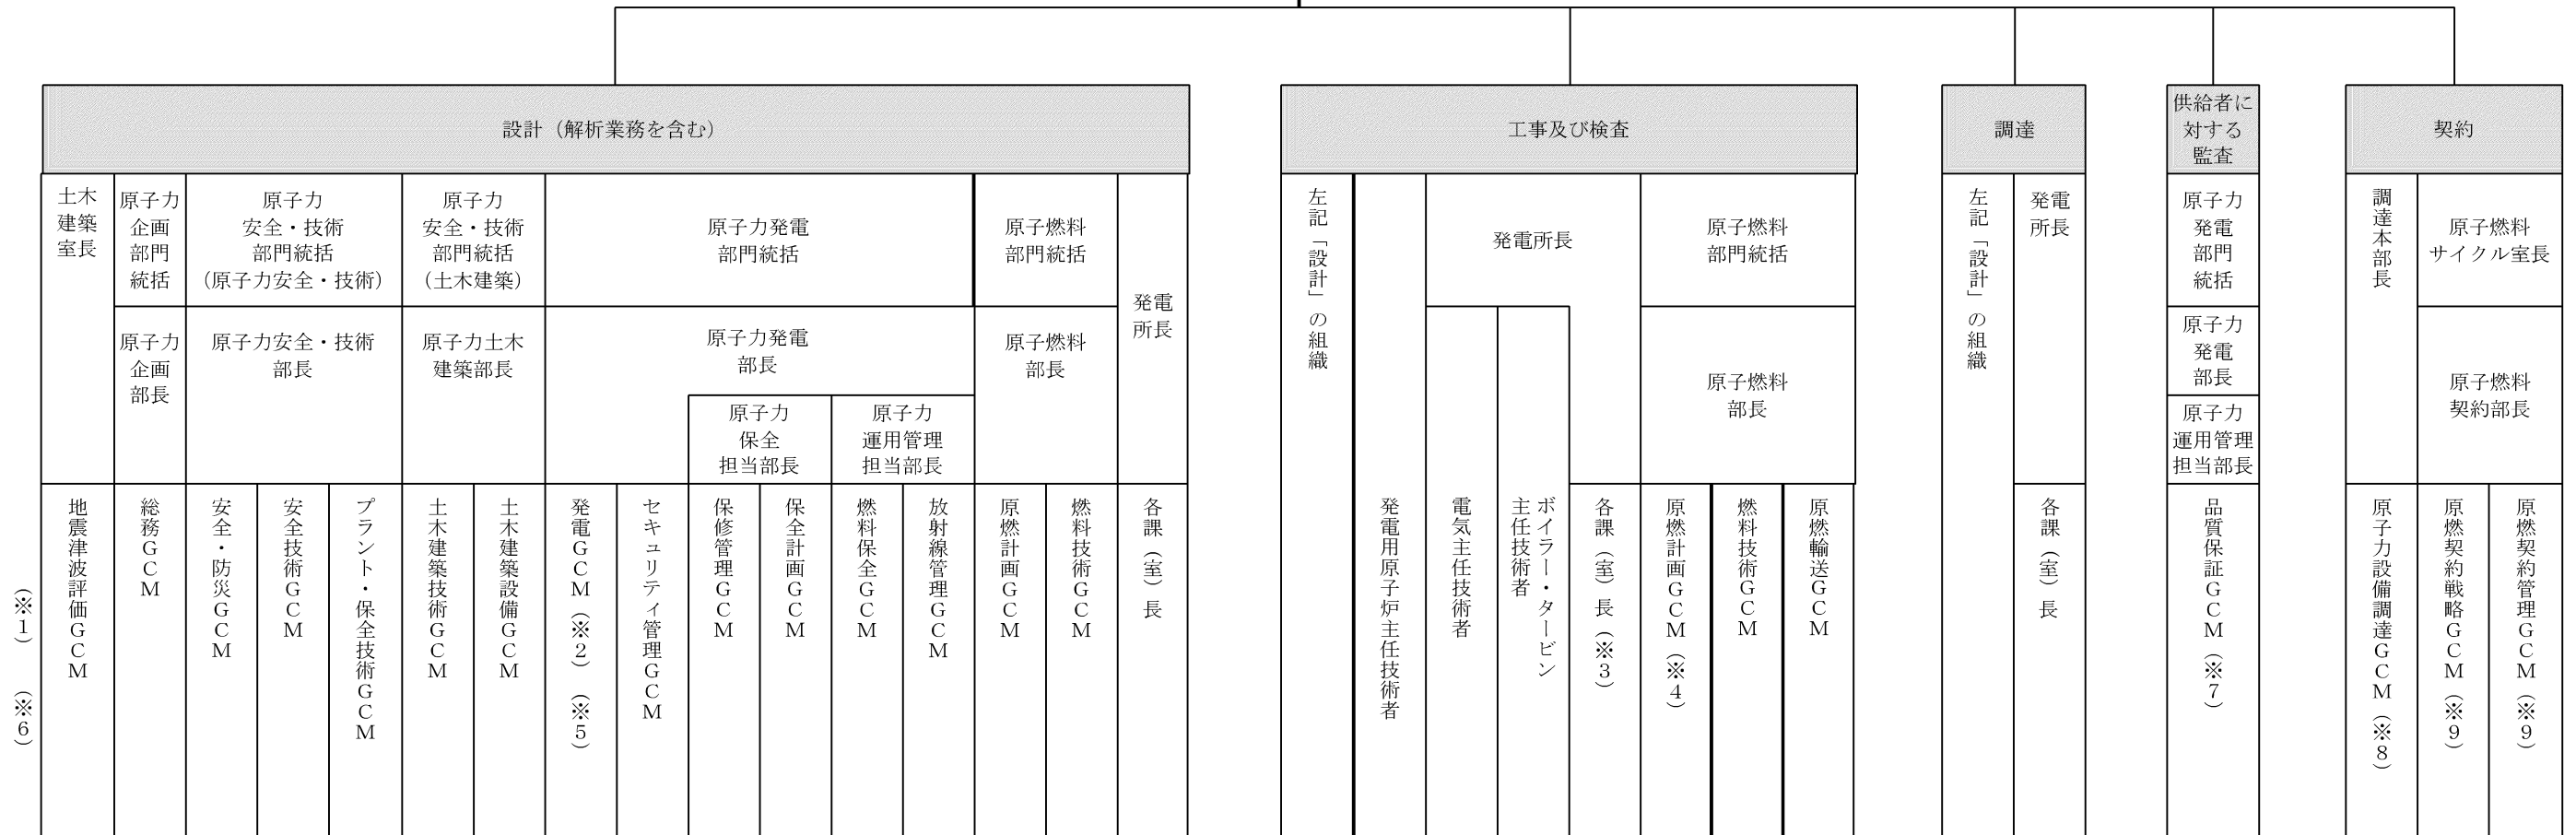 設計（解析業務を含む）
土木
建築
室長
原子力
企画
部門
統括
原子力
安全・技術
部門統括
（原子力安全・技術）
原子力
安全・技術
部門統括
（土木建築）
原子力発電
部門統括
原子燃料
部門統括
発電
所長
原子力
企画
部長
原子力安全・技術
部長
原子力土木
建築部長
原子力発電
部長
原子燃料
部長
原子力
保全
担当部長
原子力
運用管理
担当部長
（※１）（※６）
地震津波評価ＧＣＭ
総務ＧＣＭ
安全・防災ＧＣＭ
安全技術ＧＣＭ
プラント・保全技術ＧＣＭ
土木建築技術ＧＣＭ
土木建築設備ＧＣＭ
発電ＧＣＭ（※２）（※５）
セキュリティ管理ＧＣＭ
保修管理ＧＣＭ
保全計画ＧＣＭ
燃料保全ＧＣＭ
放射線管理ＧＣＭ
原燃計画ＧＣＭ
燃料技術ＧＣＭ
各課（室）長
工事及び検査
左記「設計」の組織
発電所長
原子燃料
部門統括
原子燃料
部長
発電用原子炉主任技術者
電気主任技術者
ボイラー・タービン
主任技術者
各課（室）長（※３）
原燃計画ＧＣＭ（※４）
燃料技術ＧＣＭ
原燃輸送ＧＣＭ
調達
左記「設計」の組織
発電
所長
各課（室）長
供給者に
対する
監査
原子力
発電
部門
統括
原子力
発電
部長
原子力
運用管理
担当部長
品質保証ＧＣＭ（※７）
契約
調達本部長
原子燃料
サイクル室長
原子燃料
契約部長
原子力設備調達ＧＣＭ（※８）
原燃契約戦略ＧＣＭ（※９）
原燃契約管理ＧＣＭ（※９）